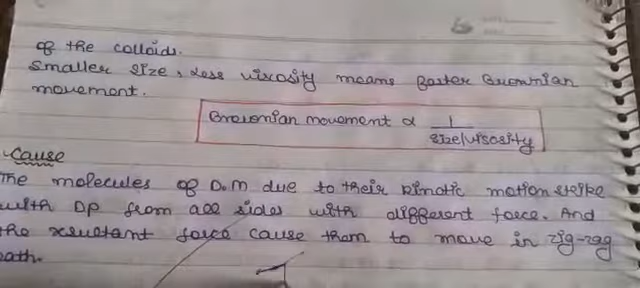 of the colloids.
Smaller size, less viscosity means faster Brownian
movement.
Brownian movement ∝ 1
size/viscosity
Cause
The molecules of D.M due to their kinetic motion strike
with DP from all sides with different force. And
the resultant force cause them to move in zig-zag
path.